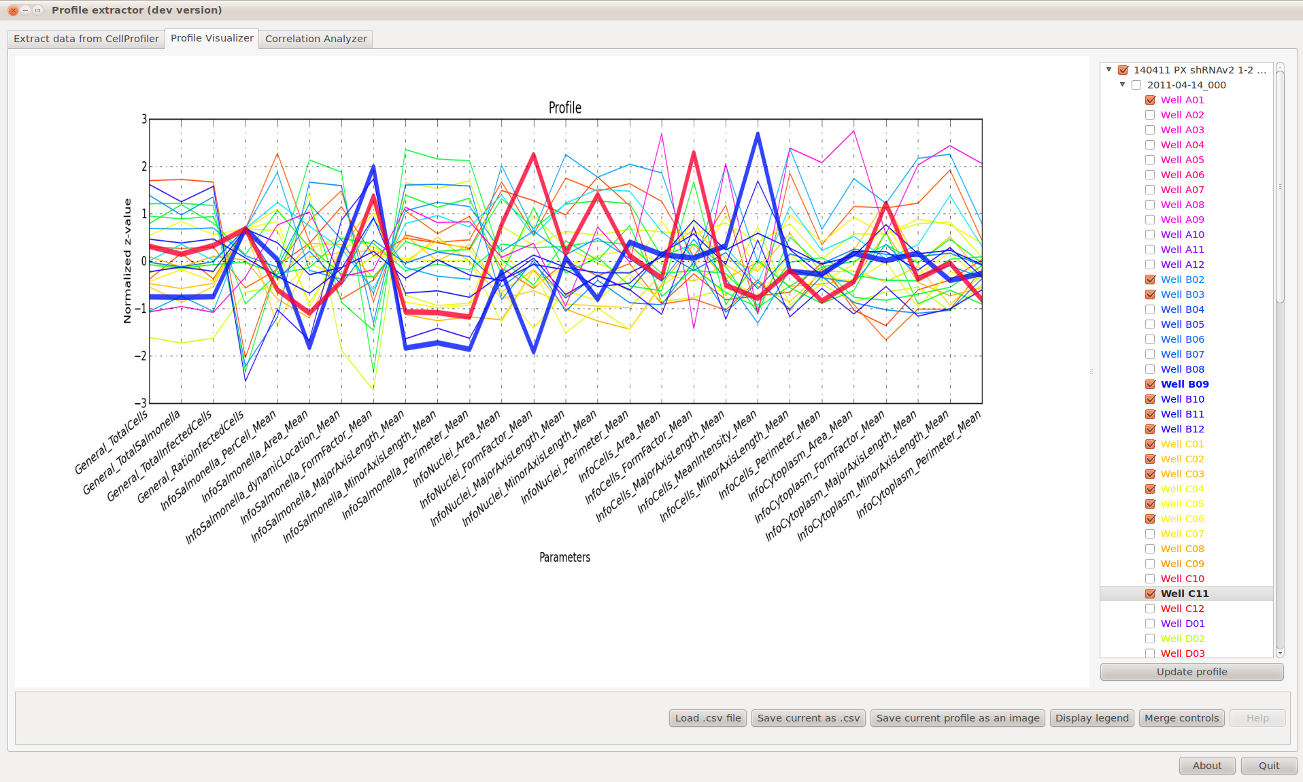 Profile extractor (dev version)
Extract data from CellProfiler
Profile Visualizer
Correlation Analyzer
Profile
Normalized z-value
3
2
1
0
−1
−2
−3
General_TotalCells
General_TotalSalmonella
General_TotalInfectedCells
General_RatioInfectedCells
InfoSalmonella_perCell_Mean
InfoSalmonella_Area_Mean
InfoSalmonella_dynamicLocation_Mean
InfoSalmonella_FormFactor_Mean
InfoSalmonella_MajorAxisLength_Mean
InfoSalmonella_MinorAxisLength_Mean
InfoSalmonella_Perimeter_Mean
InfoNuclei_Area_Mean
InfoNuclei_FormFactor_Mean
InfoNuclei_MajorAxisLength_Mean
InfoNuclei_MinorAxisLength_Mean
InfoNuclei_Perimeter_Mean
InfoCells_Area_Mean
InfoCells_FormFactor_Mean
InfoCells_MajorAxisLength_Mean
InfoCells_MeanIntensity_Mean
InfoCells_MinorAxisLength_Mean
InfoCells_Perimeter_Mean
InfoCytoplasm_Area_Mean
InfoCytoplasm_FormFactor_Mean
InfoCytoplasm_MajorAxisLength_Mean
InfoCytoplasm_MinorAxisLength_Mean
InfoCytoplasm_Perimeter_Mean
Parameters
140411 PX shRNAv2 1-2 ...
2011-04-14_000
Well A01
Well A02
Well A03
Well A04
Well A05
Well A06
Well A07
Well A08
Well A09
Well A10
Well A11
Well A12
Well B02
Well B03
Well B04
Well B05
Well B06
Well B07
Well B08
Well B09
Well B10
Well B11
Well B12
Well C01
Well C02
Well C03
Well C04
Well C05
Well C06
Well C07
Well C08
Well C09
Well C10
Well C11
Well C12
Well D01
Well D02
Well D03
Update profile
Load .csv file
Save current as .csv
Save current profile as an image
Display legend
Merge controls
Help
About
Quit